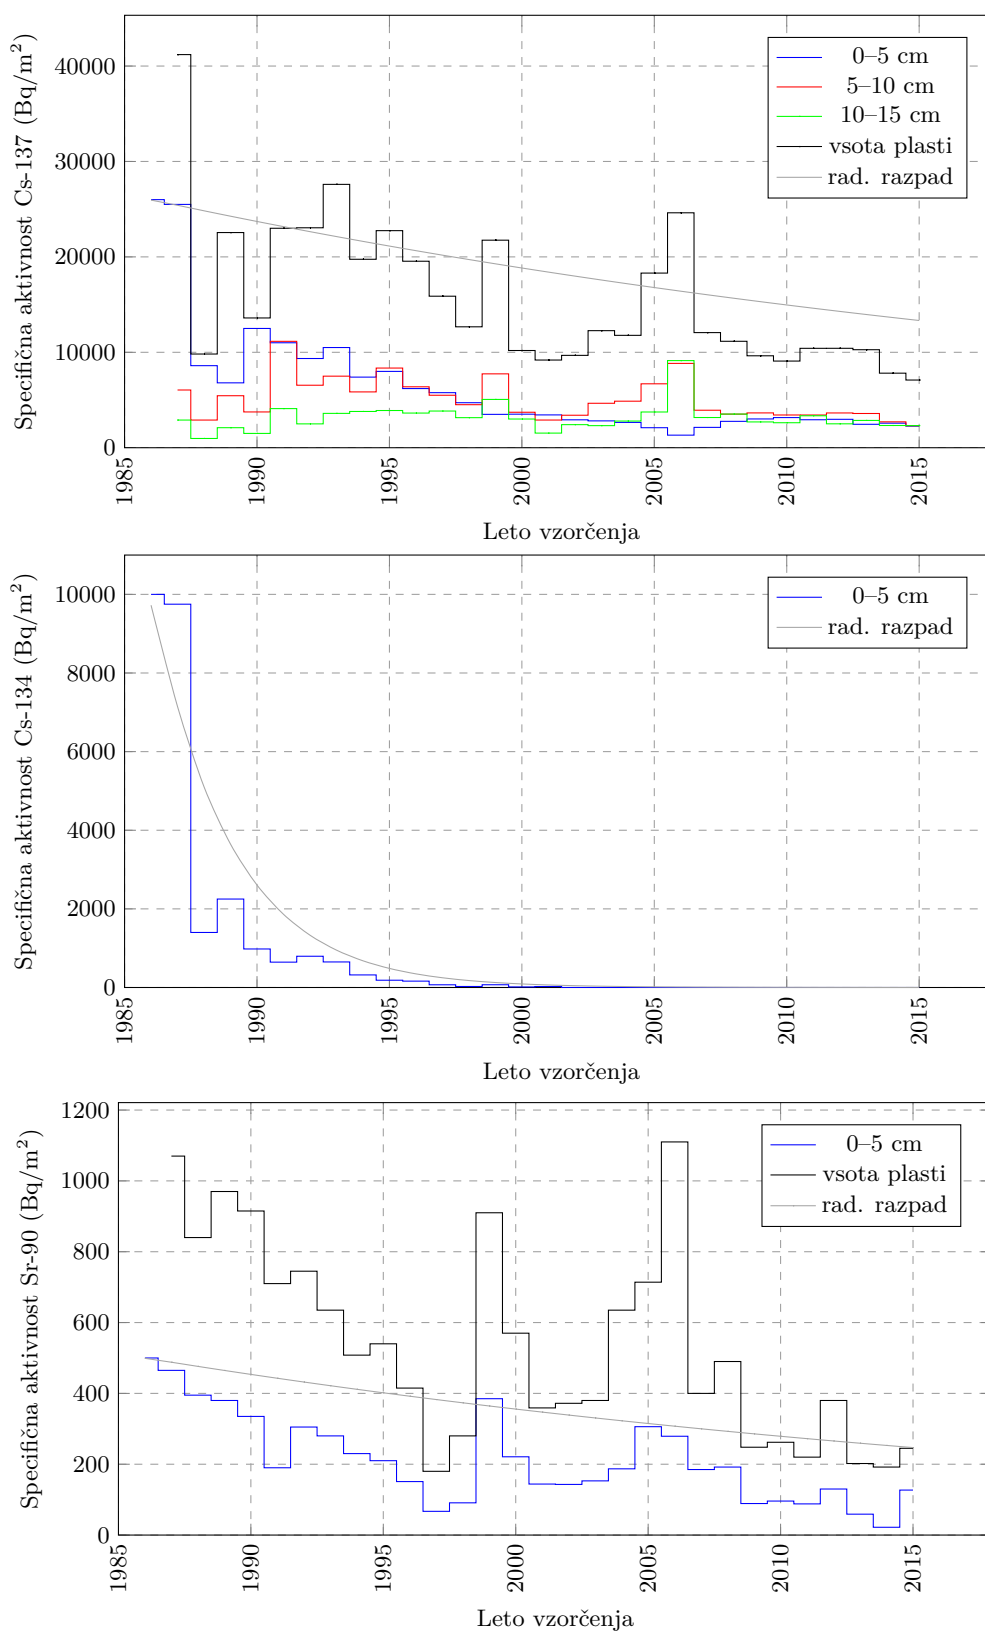 Specifična aktivnost Cs-137 (Bq/m²)
40000
30000
20000
10000
0
0–5 cm
5–10 cm
10–15 cm
vsota plasti
rad. razpad
1985
1990
1995
2000
2005
2010
2015
Leto vzorčenja
Specifična aktivnost Cs-134 (Bq/m²)
10000
8000
6000
4000
2000
0
0–5 cm
rad. razpad
1985
1990
1995
2000
2005
2010
2015
Leto vzorčenja
Specifična aktivnost Sr-90 (Bq/m²)
1200
1000
800
600
400
200
0
0–5 cm
vsota plasti
rad. razpad
1985
1990
1995
2000
2005
2010
2015
Leto vzorčenja